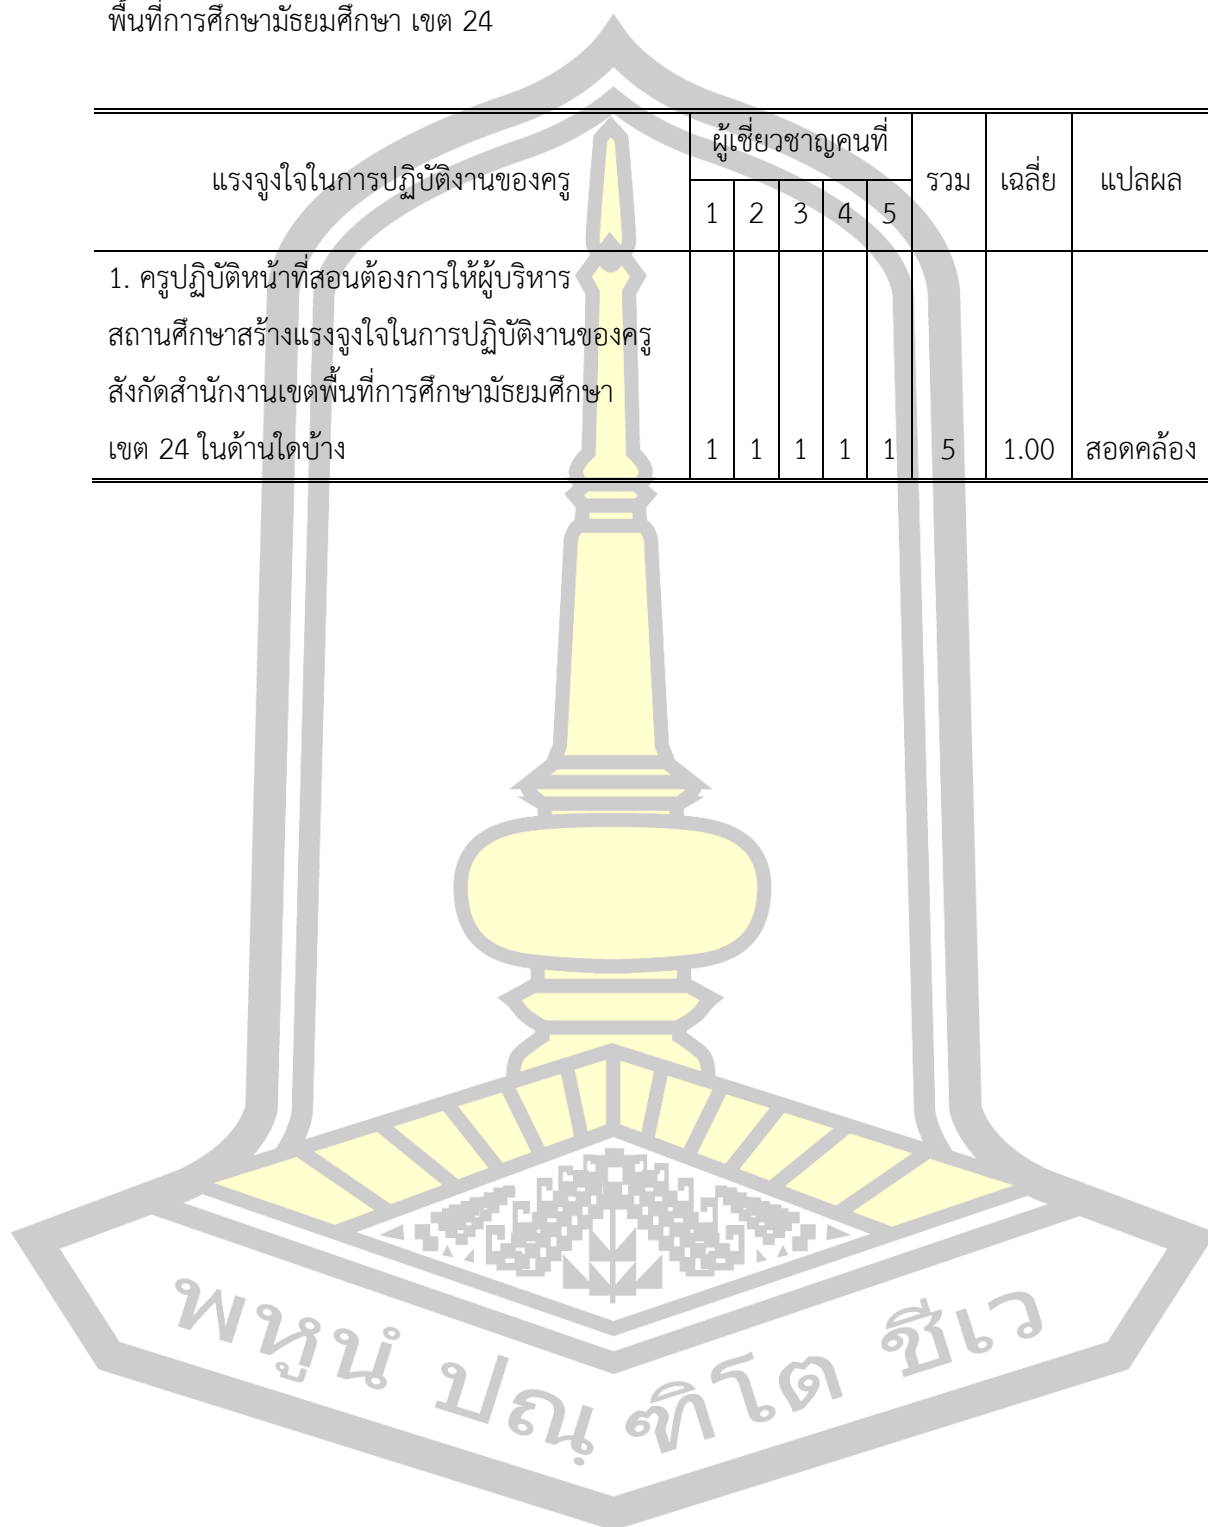 พื้นที่การศึกษามัธยมศึกษา เขต 24
แรงจูงใจในการปฏิบัติงานของครู ผู้เชี่ยวชาญคนที่ รวม เฉลี่ย แปลผล
1 2 3 4 5
1. ครูปฏิบัติหน้าที่สอนต้องการให้ผู้บริหาร
สถานศึกษาสร้างแรงจูงใจในการปฏิบัติงานของครู
สังกัดสำนักงานเขตพื้นที่การศึกษามัธยมศึกษา
เขต 24 ในด้านใดบ้าง 1 1 1 1 1 5 1.00 สอดคล้อง
พหูนํ ปณฺฑิโต ชีเว